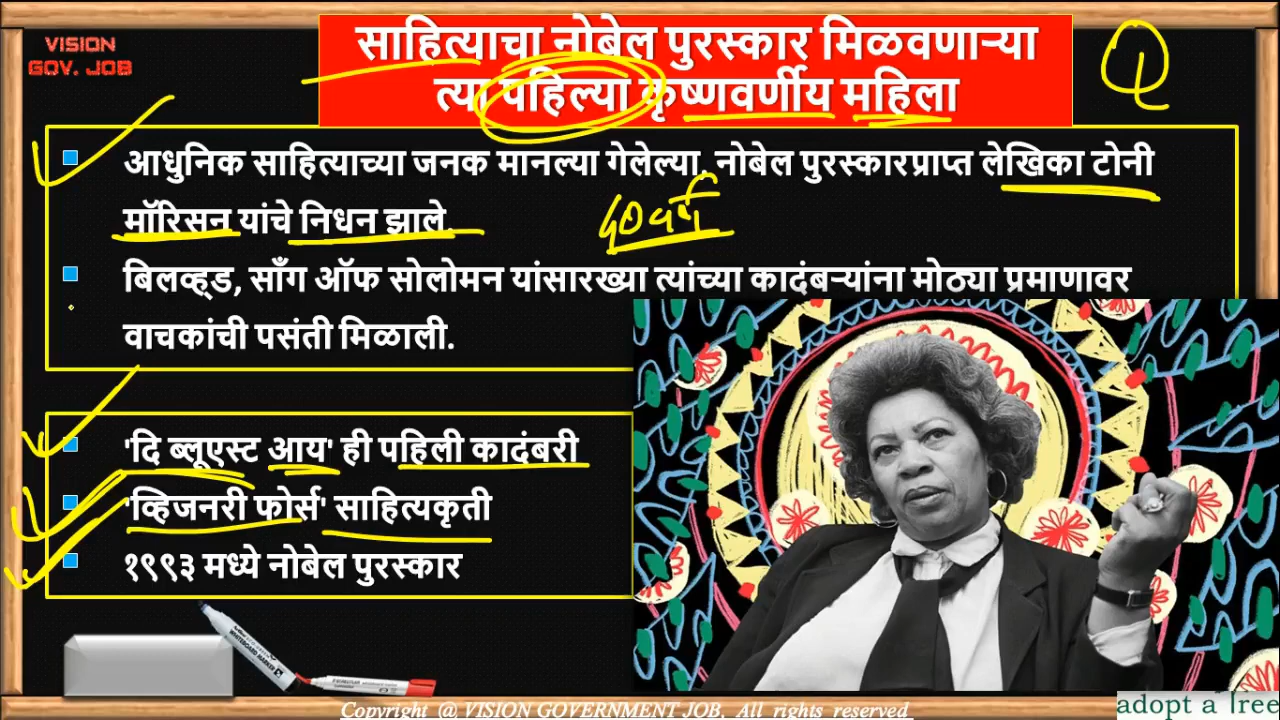 VISION
GOV. JOB
साहित्याचा नोबेल पुरस्कार मिळवणाऱ्या
त्या पहिल्या कृष्णवर्णीय महिला
Q
आधुनिक साहित्याच्या जनक मानल्या गेलेल्या, नोबेल पुरस्कारप्राप्त लेखिका टोनी
मॉरिसन यांचे निधन झाले.
बिलव्ह्ड, साँग ऑफ सोलोमन यांसारख्या त्यांच्या कादंबऱ्यांना मोठ्या प्रमाणावर
वाचकांची पसंती मिळाली.
'दि ब्लूएस्ट आय' ही पहिली कादंबरी
'व्हिजनरी फोर्स' साहित्यकृती
१९९३ मध्ये नोबेल पुरस्कार
WHITEBOARD MARKER
Copyright @ VISION GOVERNMENT JOB. All rights reserved
adopt a Tree